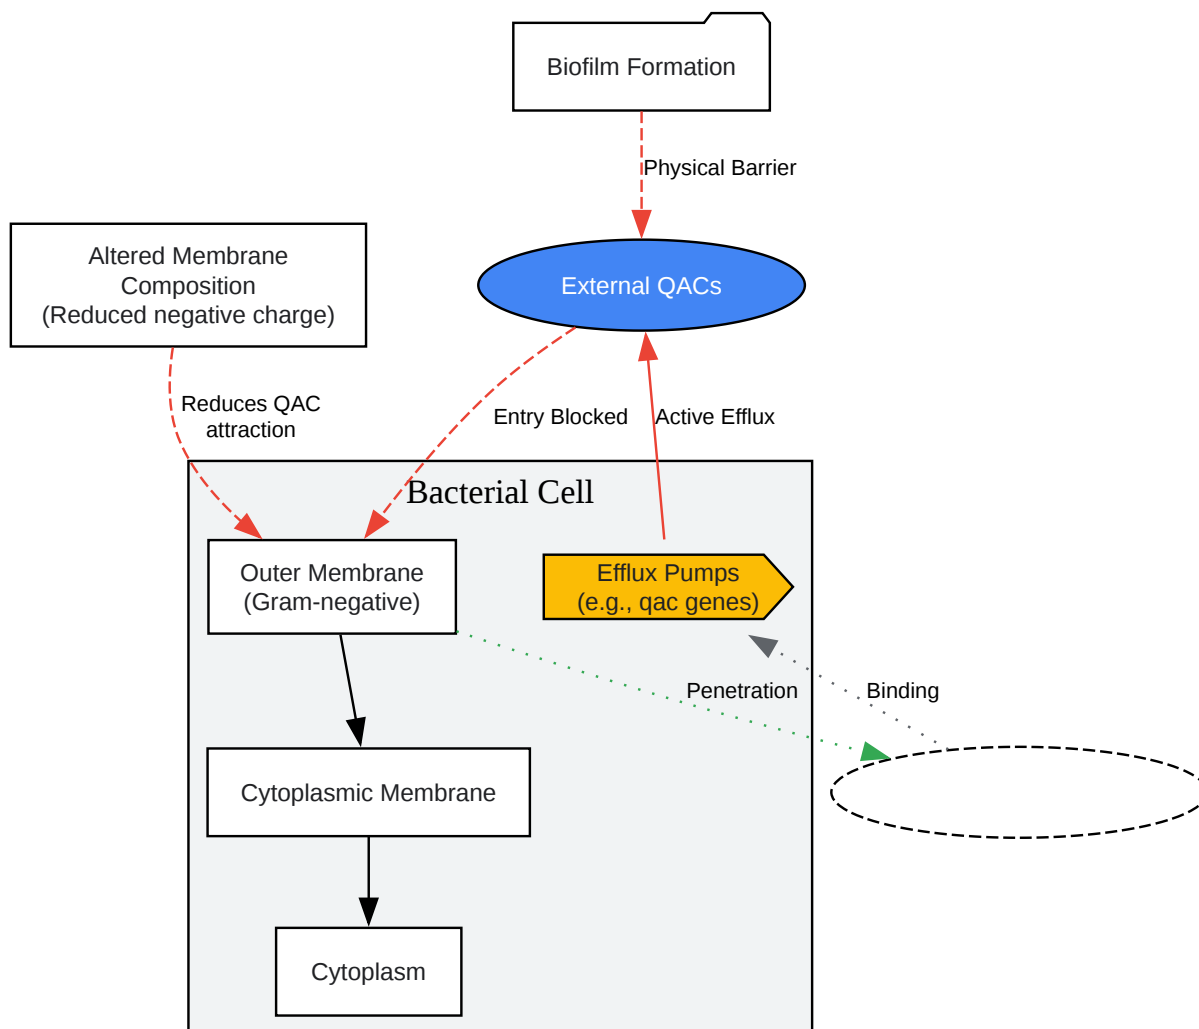 Biofilm Formation
Physical Barrier
Altered Membrane
Composition
(Reduced negative charge)
External QACs
Reduces QAC
attraction
Entry Blocked
Active Efflux
Bacterial Cell
Outer Membrane
(Gram-negative)
Efflux Pumps
(e.g., qac genes)
Penetration
Binding
Cytoplasmic Membrane
Cytoplasm